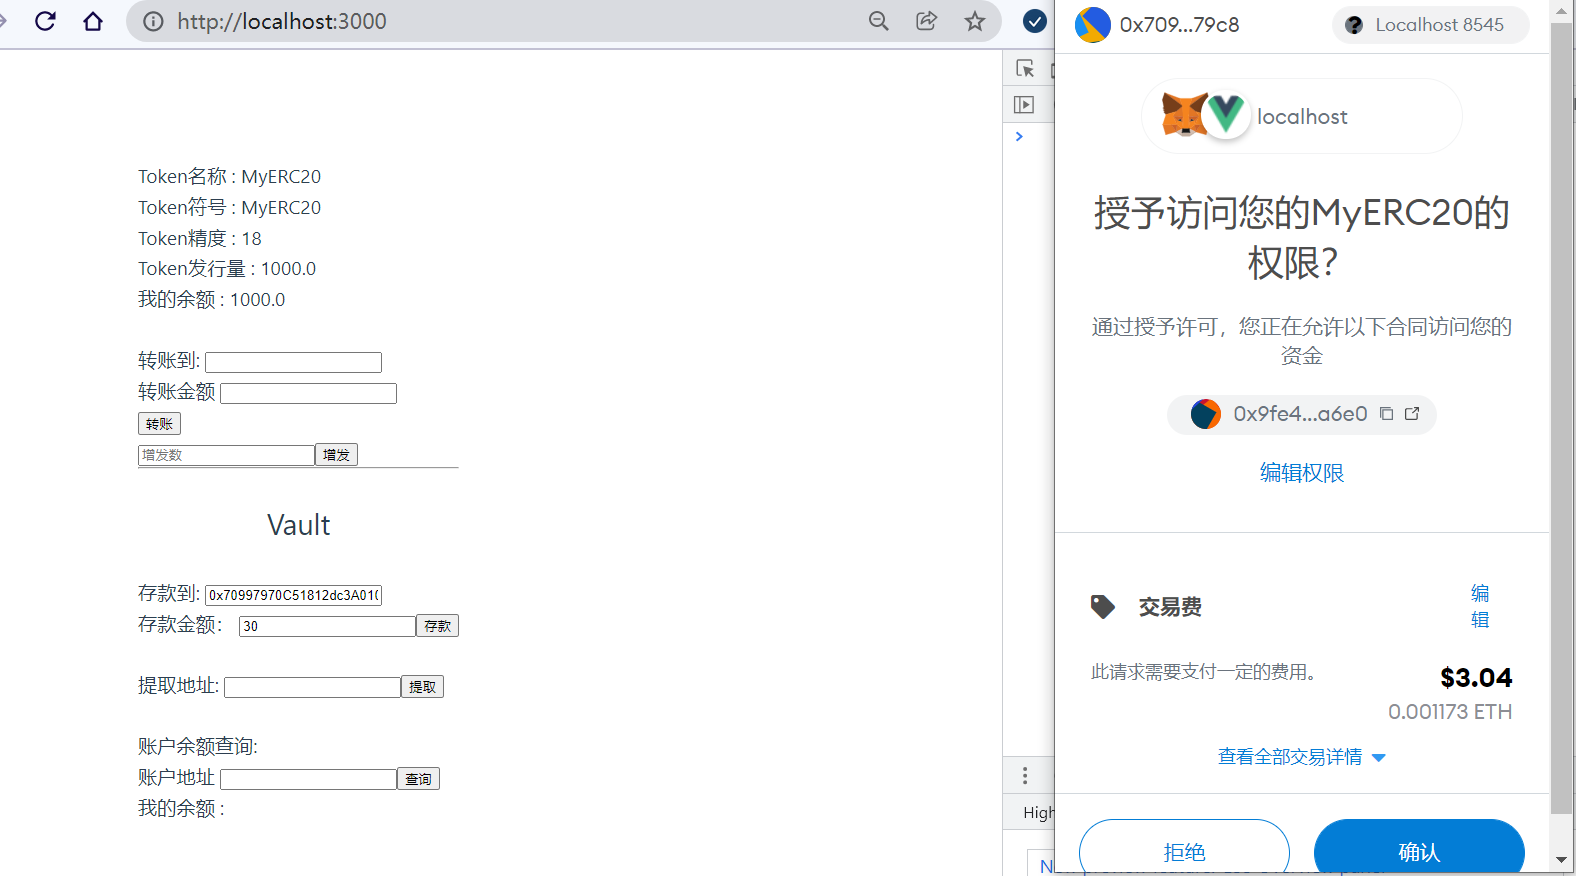 http://localhost:3000
Token名称 : MyERC20
Token符号 : MyERC20
Token精度 : 18
Token发行量 : 1000.0
我的余额 : 1000.0
转账到:
转账金额
转账
增发数 增发
Vault
存款到: 0x70997970C51812dc3A010
存款金额： 30 存款
提取地址: 提取
账户余额查询:
账户地址 查询
我的余额 :
High
0x709...79c8
Localhost 8545
localhost
授予访问您的MyERC20的
权限？
通过授予许可，您正在允许以下合同访问您的
资金
0x9fe4...a6e0
编辑权限
交易费
编
辑
此请求需要支付一定的费用。
$3.04
0.001173 ETH
查看全部交易详情
拒绝
确认